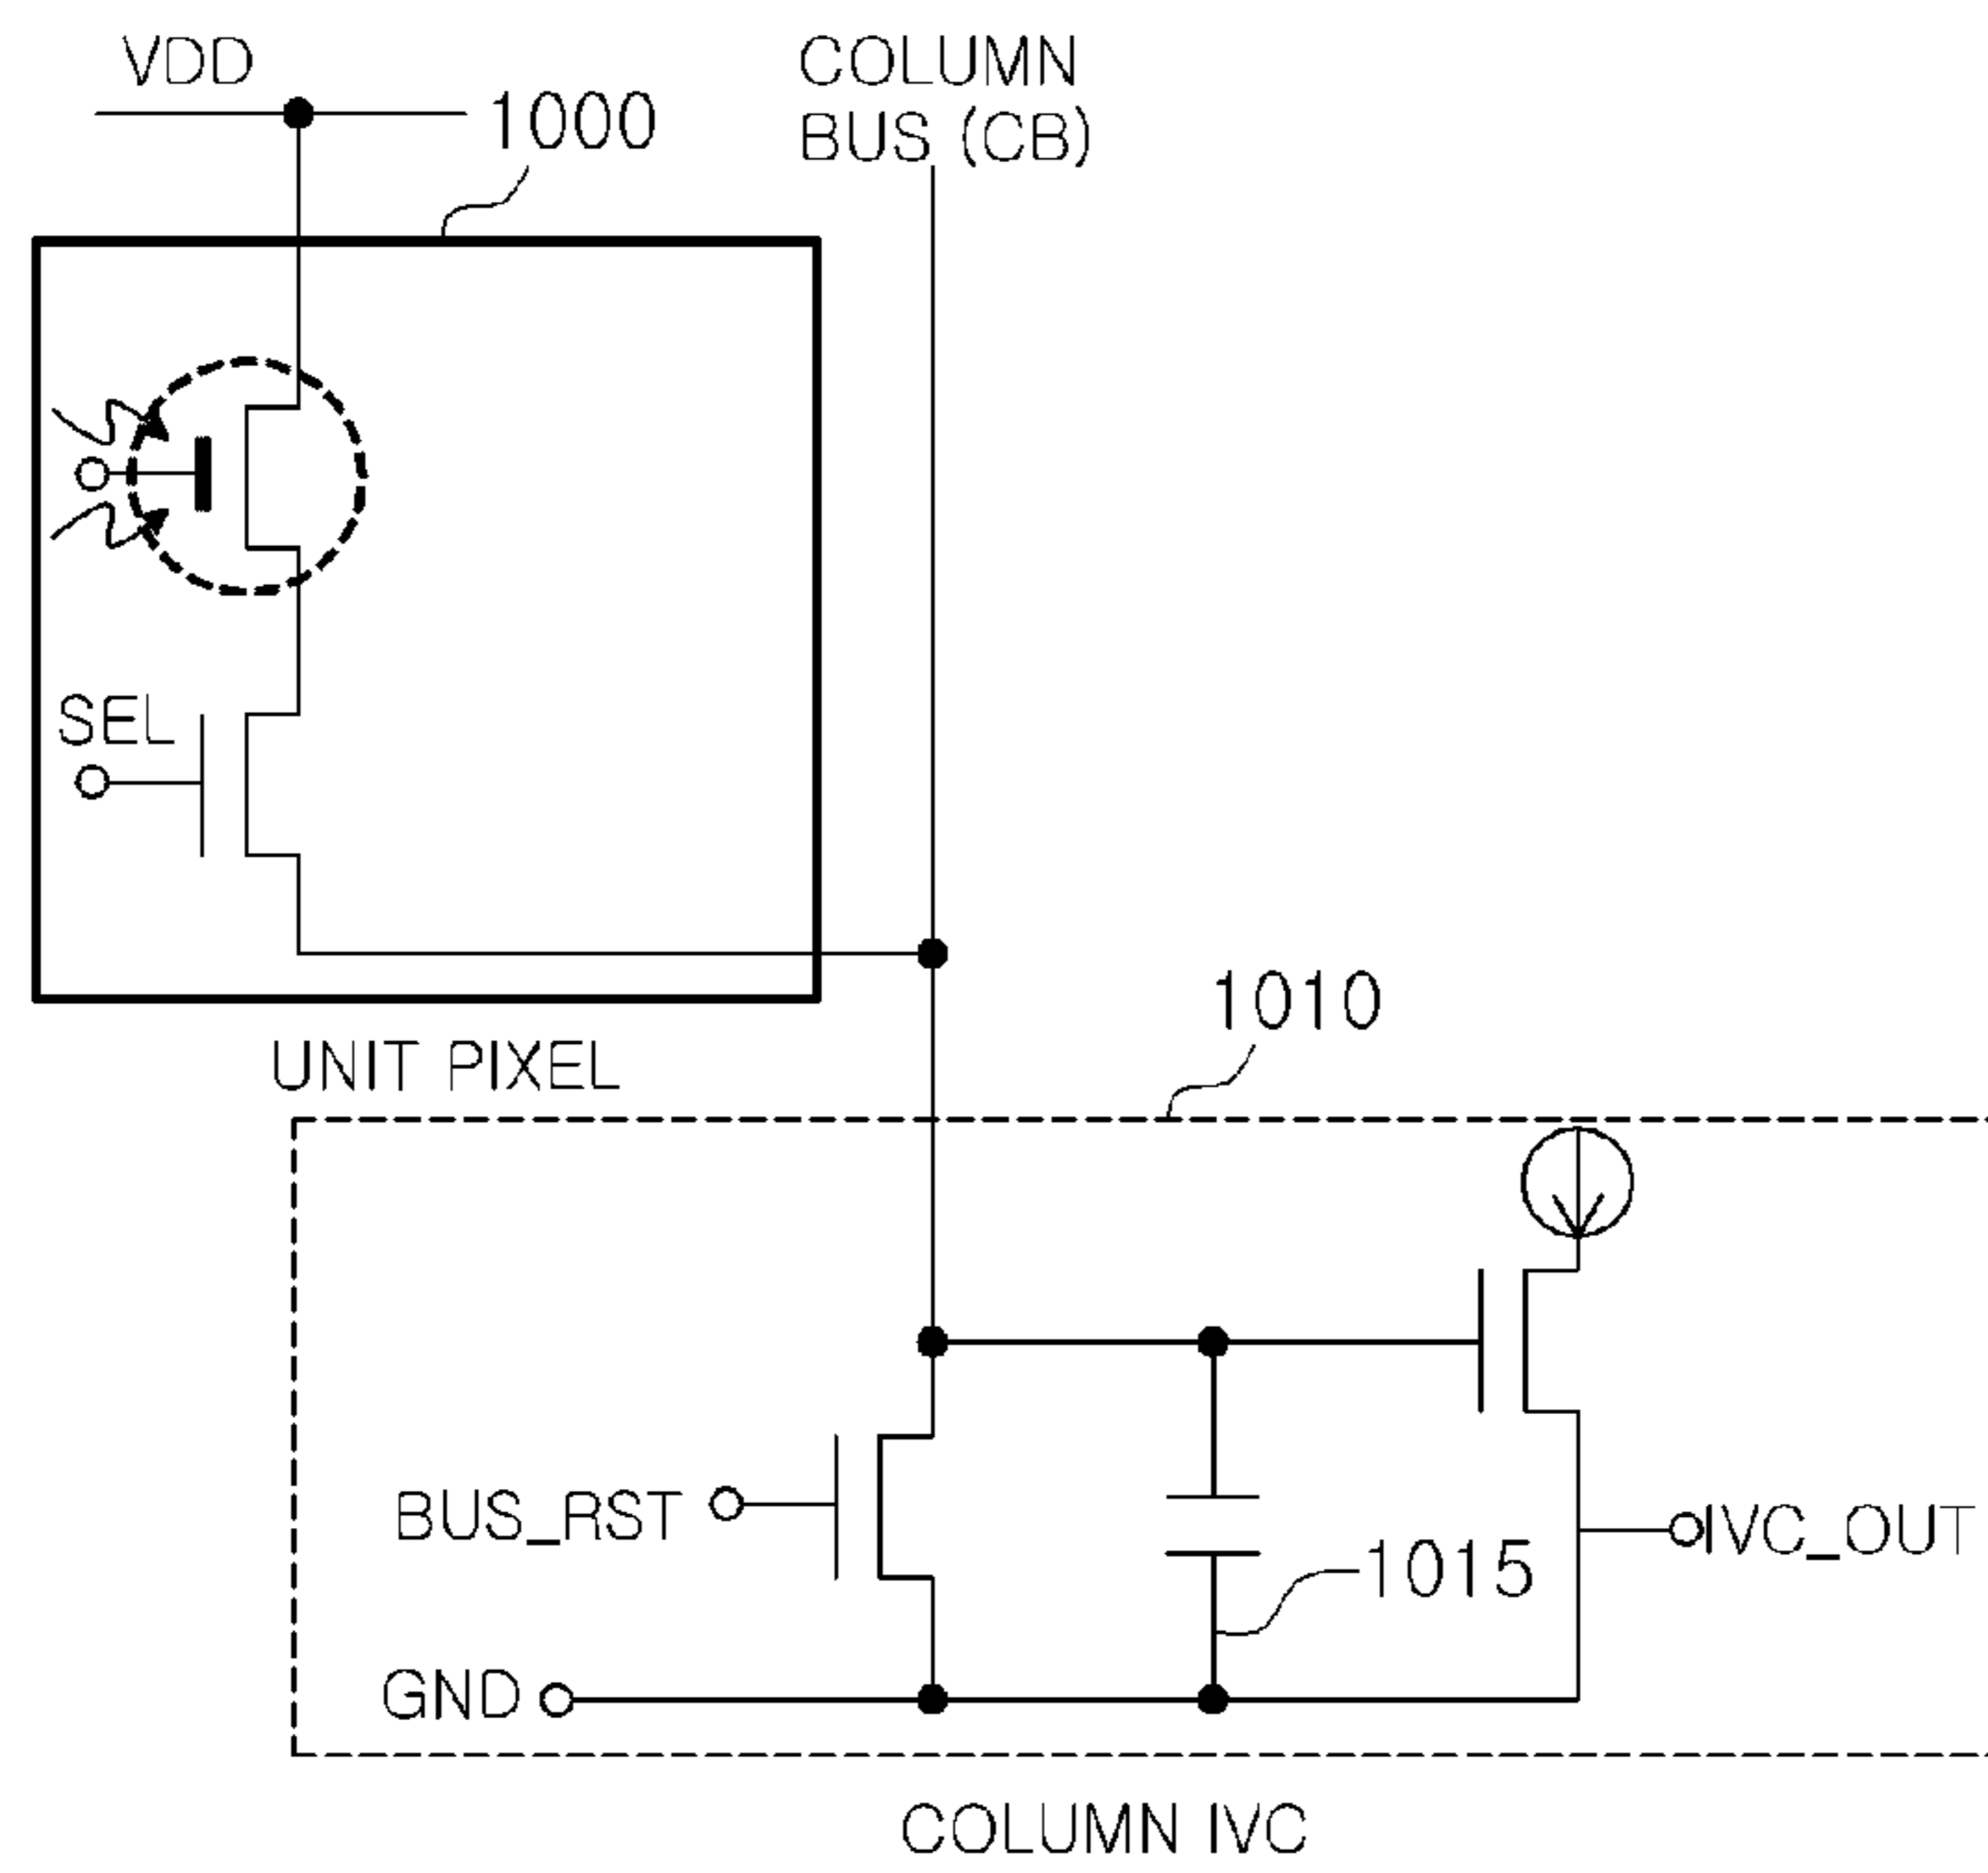 VDD
COLUMN
BUS (CB)
1000
SEL
UNIT PIXEL
1010
BUS_RST
IVC_OUT
1015
GND
COLUMN IVC